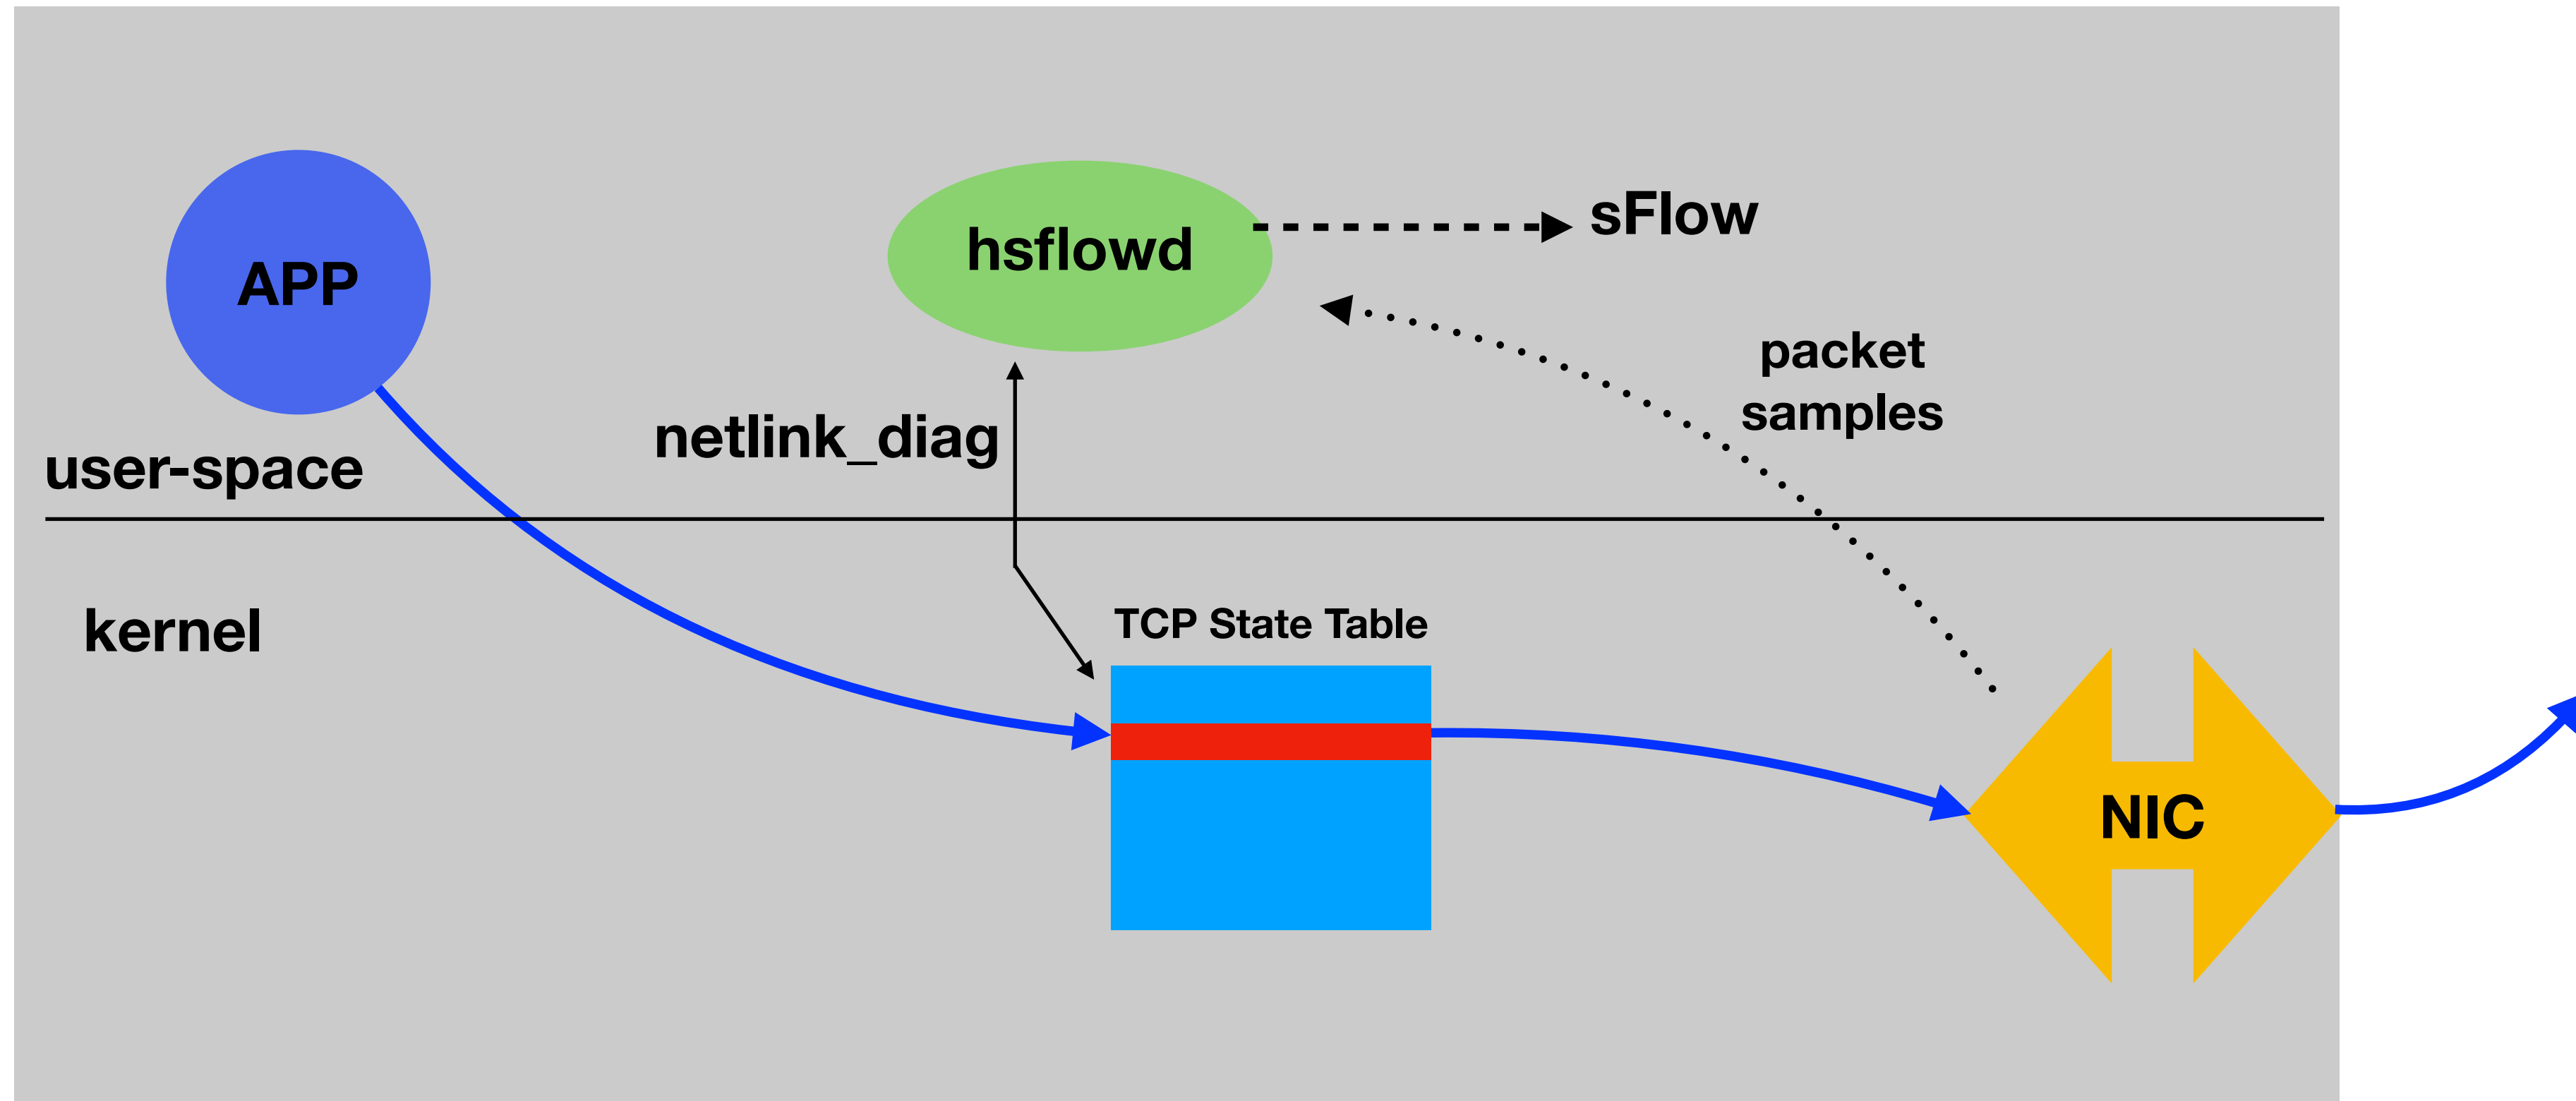 APP
hsflowd
sFlow
packet
samples
netlink_diag
user-space
kernel
TCP State Table
NIC